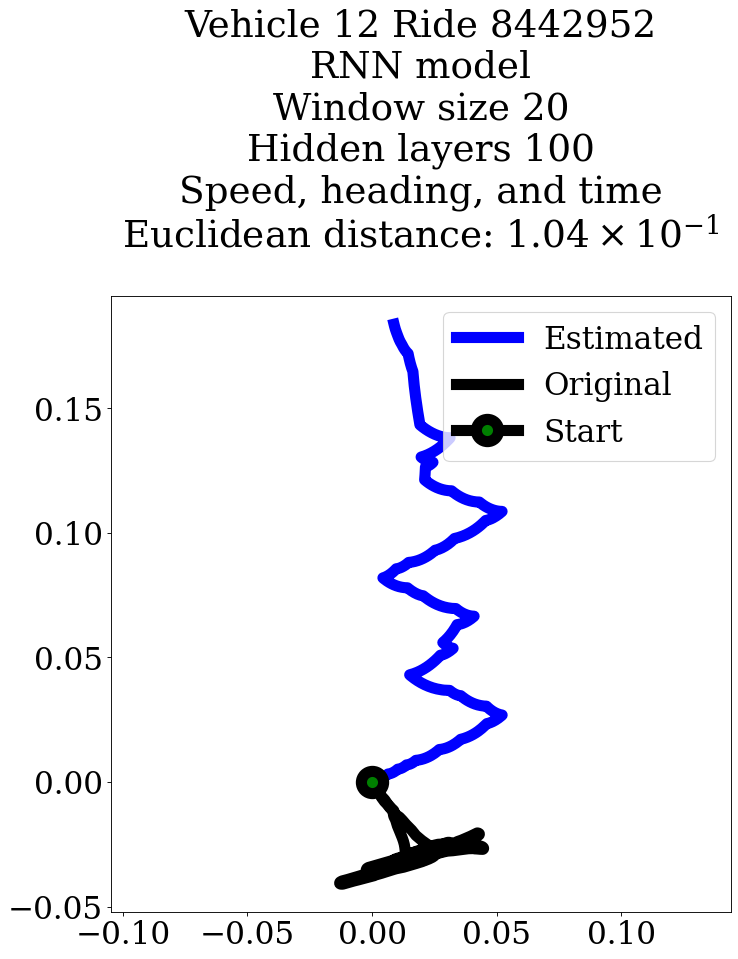 Vehicle 12 Ride 8442952
RNN model
Window size 20
Hidden layers 100
Speed, heading, and time
Euclidean distance: 1.04 × 10⁻¹
Estimated
Original
Start
0.15
0.10
0.05
0.00
−0.05
−0.10 −0.05 0.00 0.05 0.10